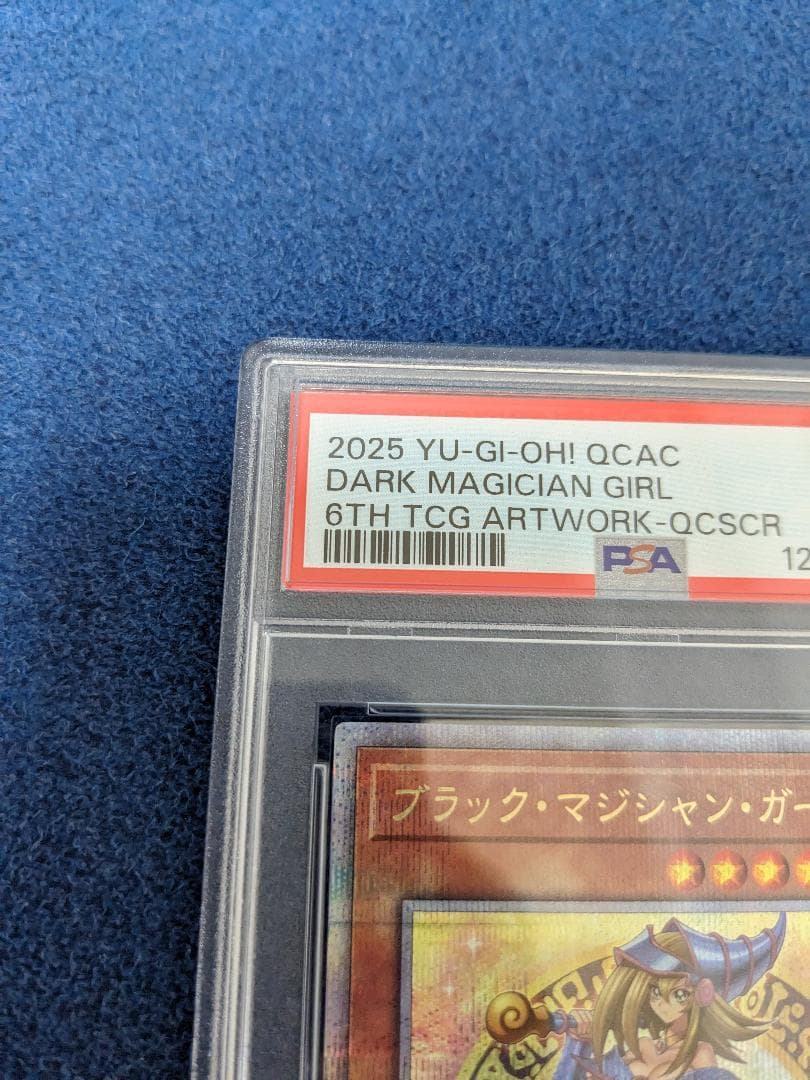 2025 YU-GI-OH! QCAC
DARK MAGICIAN GIRL
6TH TCG ARTWORK-QCSCR
PSA
12
ブラック・マジシャン・ガー